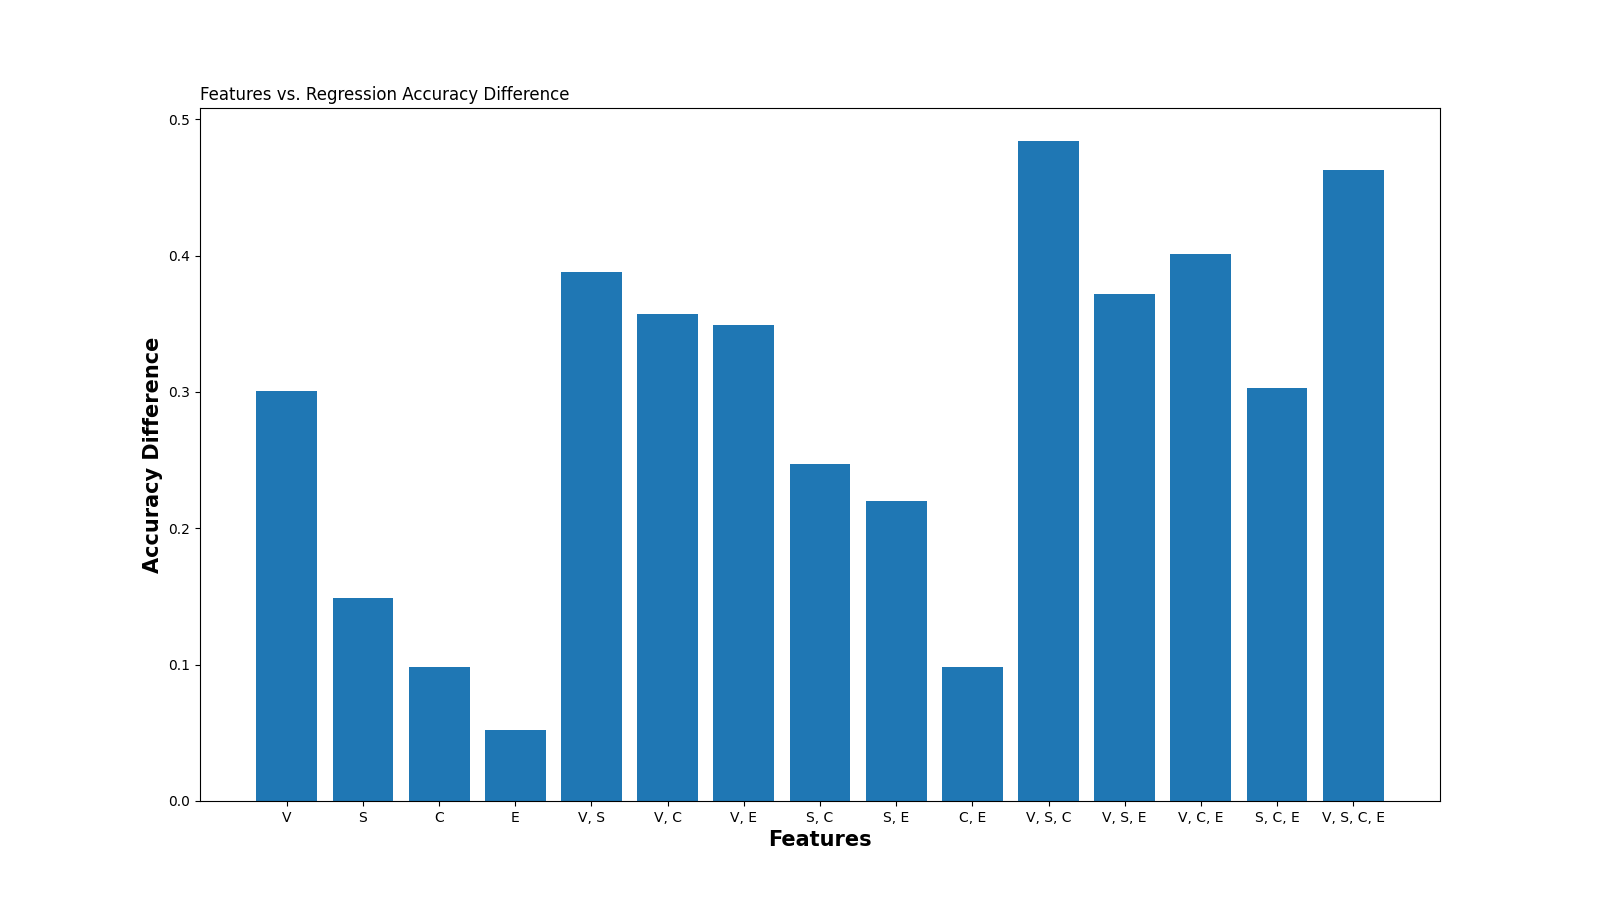 Features vs. Regression Accuracy Difference
0.5
0.4
0.3
0.2
0.1
0.0
Accuracy Difference
V S C E V, S V, C V, E S, C S, E C, E V, S, C V, S, E V, C, E S, C, E V, S, C, E
Features